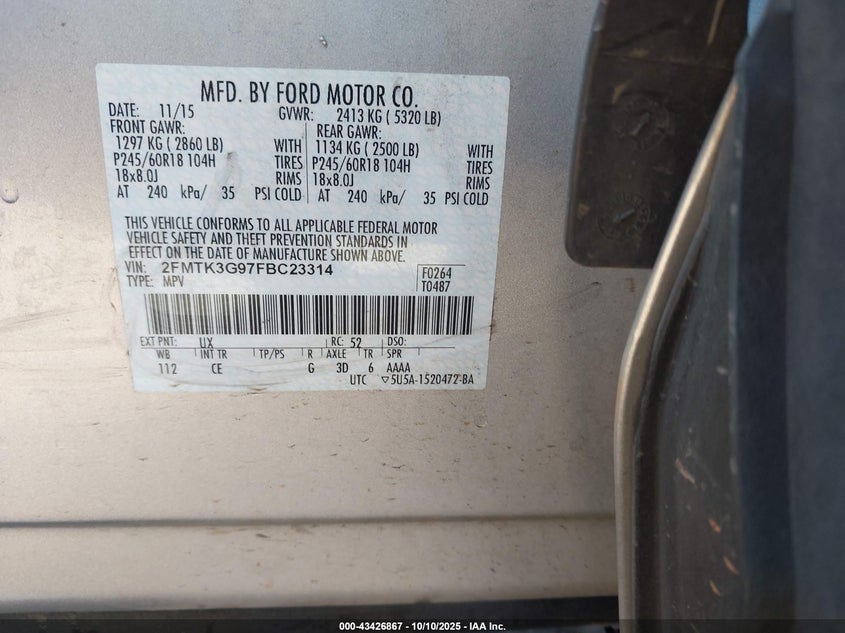 MFD. BY FORD MOTOR CO.
DATE: 11/15 GVWR: 2413 KG ( 5320 LB)
FRONT GAWR: REAR GAWR:
1297 KG ( 2860 LB) WITH 1134 KG ( 2500 LB) WITH
P245/60R18 104H TIRES P245/60R18 104H TIRES
18x8.0J RIMS 18x8.0J RIMS
AT 240 kPa/ 35 PSI COLD AT 240 kPa/ 35 PSI COLD
THIS VEHICLE CONFORMS TO ALL APPLICABLE FEDERAL MOTOR
VEHICLE SAFETY AND THEFT PREVENTION STANDARDS IN
EFFECT ON THE DATE OF MANUFACTURE SHOWN ABOVE.
VIN: 2FMTK3G97FBC23314 F0264
TYPE: MPV T0487
EXT PNT: UX RC: 52 DSO:
WB INT TR TP/PS R AXLE TR SPR
112 CE G 3D 6 AAAA
UTC ▽5U5A-1520472-BA
000-43426867 - 10/10/2025 - IAA Inc.